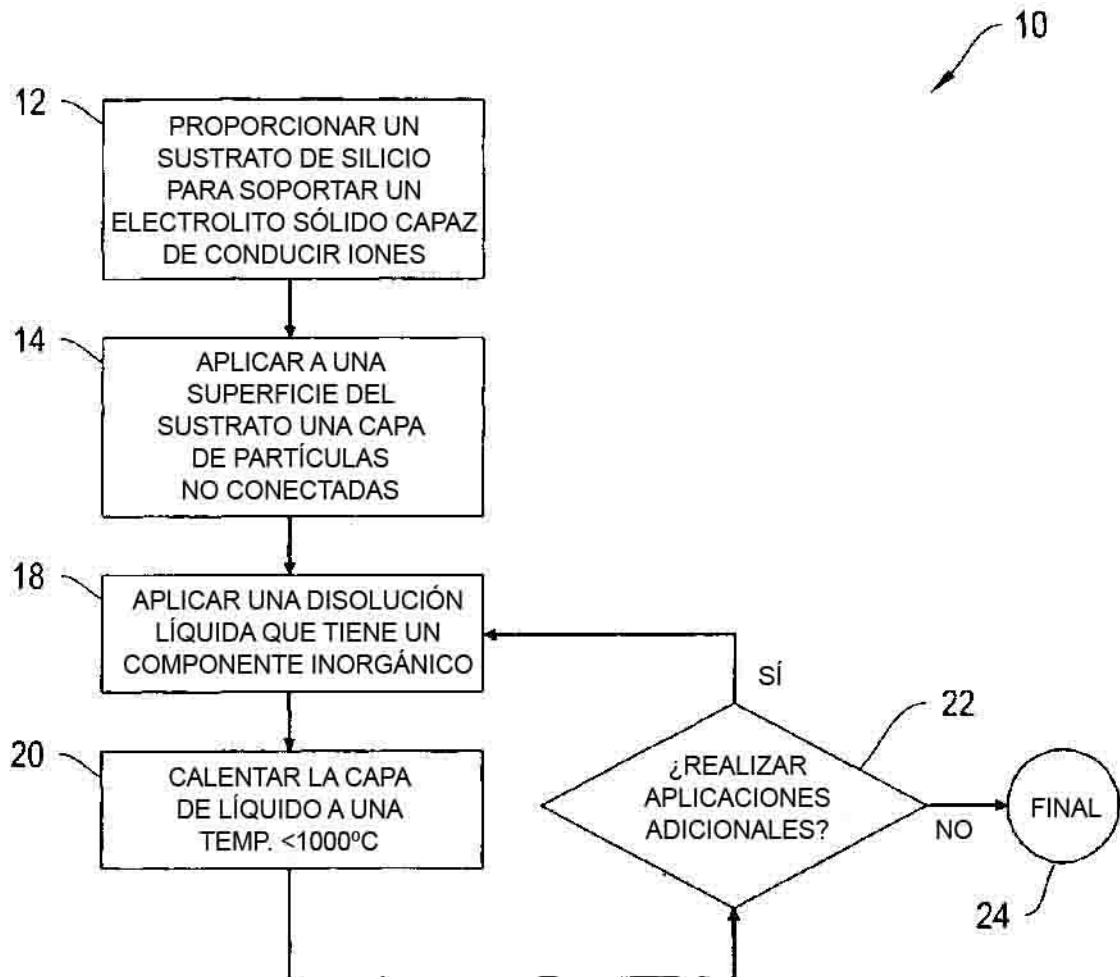 10
12
PROPORCIONAR UN
SUSTRATO DE SILICIO
PARA SOPORTAR UN
ELECTROLITO SÓLIDO CAPAZ
DE CONDUCIR IONES
14
APLICAR A UNA
SUPERFICIE DEL
SUSTRATO UNA CAPA
DE PARTÍCULAS
NO CONECTADAS
18
APLICAR UNA DISOLUCIÓN
LÍQUIDA QUE TIENE UN
COMPONENTE INORGÁNICO
20
CALENTAR LA CAPA
DE LÍQUIDO A UNA
TEMP. <1000ºC
SÍ
22
¿REALIZAR
APLICACIONES
ADICIONALES?
NO
FINAL
24